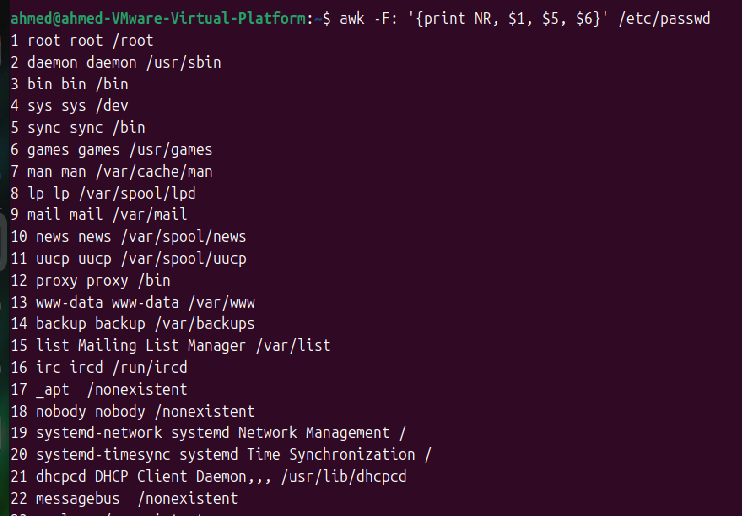 ahmed@ahmed-VMware-Virtual-Platform:~$ awk -F: '{print NR, $1, $5, $6}' /etc/passwd
1 root root /root
2 daemon daemon /usr/sbin
3 bin bin /bin
4 sys sys /dev
5 sync sync /bin
6 games games /usr/games
7 man man /var/cache/man
8 lp lp /var/spool/lpd
9 mail mail /var/mail
10 news news /var/spool/news
11 uucp uucp /var/spool/uucp
12 proxy proxy /bin
13 www-data www-data /var/www
14 backup backup /var/backups
15 list Mailing List Manager /var/list
16 irc ircd /run/ircd
17 _apt  /nonexistent
18 nobody nobody /nonexistent
19 systemd-network systemd Network Management /
20 systemd-timesync systemd Time Synchronization /
21 dhcpcd DHCP Client Daemon,,, /usr/lib/dhcpcd
22 messagebus  /nonexistent